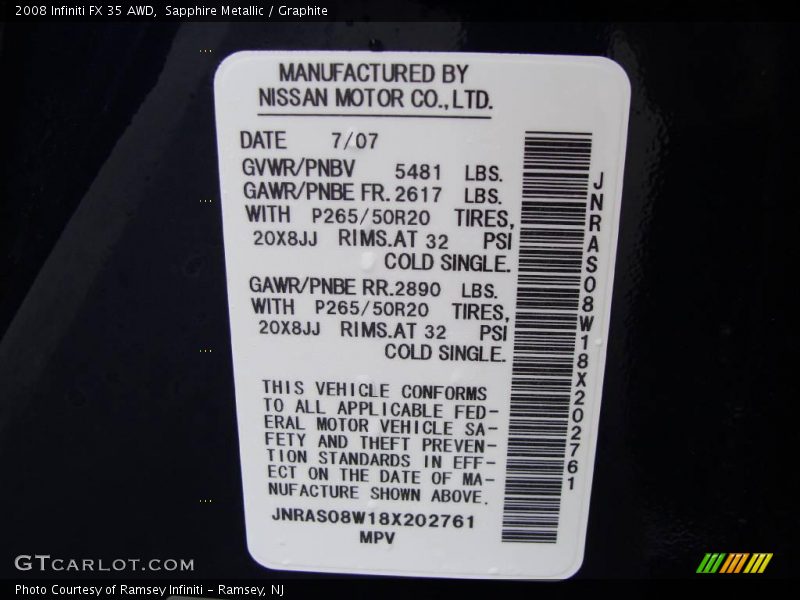 2008 Infiniti FX 35 AWD,  Sapphire Metallic / Graphite
MANUFACTURED BY
NISSAN MOTOR CO.,LTD.
DATE 7/07
GVWR/PNBV 5481 LBS.
GAWR/PNBE FR. 2617 LBS.
WITH P265/50R20 TIRES,
20X8JJ RIMS.AT 32 PSI
COLD SINGLE.
GAWR/PNBE RR. 2890 LBS.
WITH P265/50R20 TIRES,
20X8JJ RIMS.AT 32 PSI
COLD SINGLE.
THIS VEHICLE CONFORMS
TO ALL APPLICABLE FED-
ERAL MOTOR VEHICLE SA-
FETY AND THEFT PREVEN-
TION STANDARDS IN EFF-
ECT ON THE DATE OF MA-
NUFACTURE SHOWN ABOVE.
JNRAS08W18X202761
MPV
JNRAS08W18X202761
GTcarlot.com
Photo Courtesy of Ramsey Infiniti - Ramsey, NJ